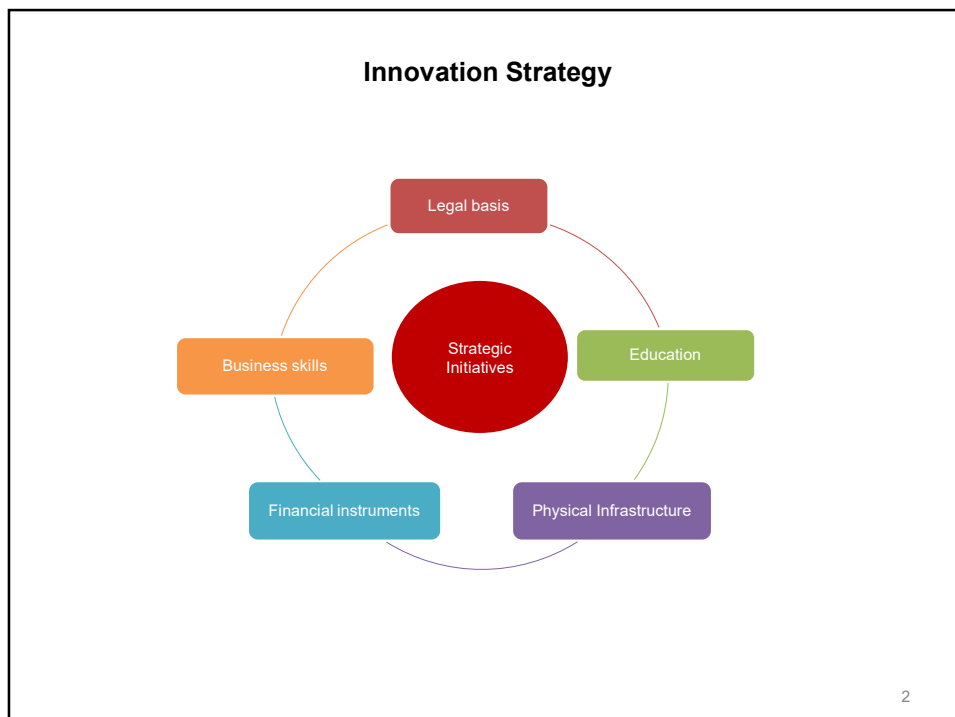 Innovation Strategy
Legal basis
Strategic
Initiatives
Education
Business skills
Financial instruments
Physical Infrastructure
2